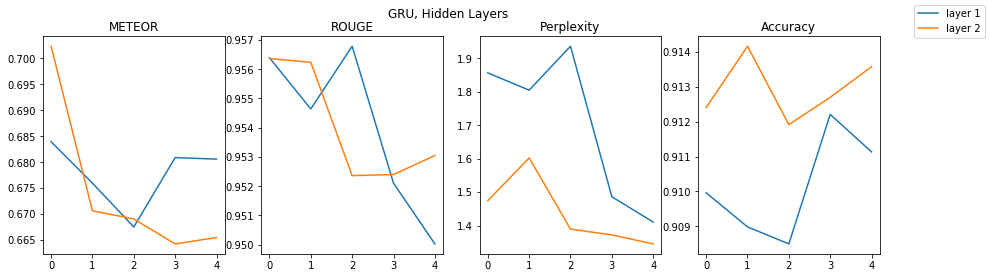 GRU, Hidden Layers
layer 1
layer 2
METEOR
0.700
0.695
0.690
0.685
0.680
0.675
0.670
0.665
0 1 2 3 4
ROUGE
0.957
0.956
0.955
0.954
0.953
0.952
0.951
0.950
0 1 2 3 4
Perplexity
1.9
1.8
1.7
1.6
1.5
1.4
0 1 2 3 4
Accuracy
0.914
0.913
0.912
0.911
0.910
0.909
0 1 2 3 4